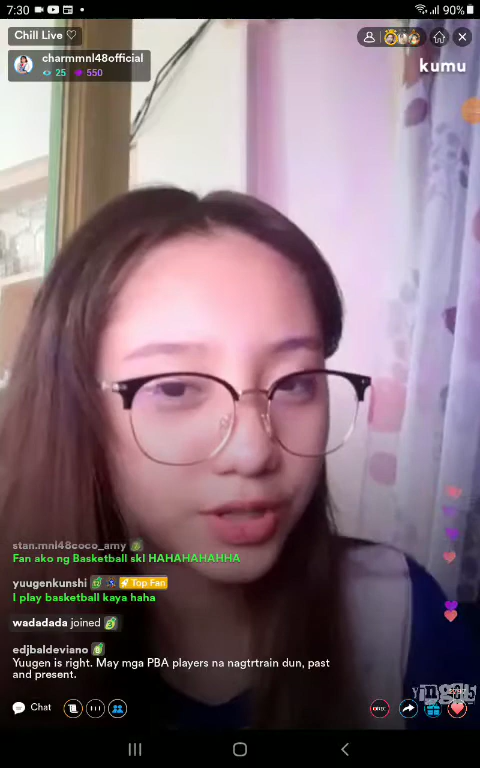 7:30
90%
Chill Live ♡
charmmnl48official
25 550
kumu
stan.mnl48coco_amy
Fan ako ng Basketball skl HAHAHAHAHHA
yuugenkunshi Top Fan
I play basketball kaya haha
wadadada joined
edjbaldeviano
Yuugen is right. May mga PBA players na nagtrtrain dun, past
and present.
Chat